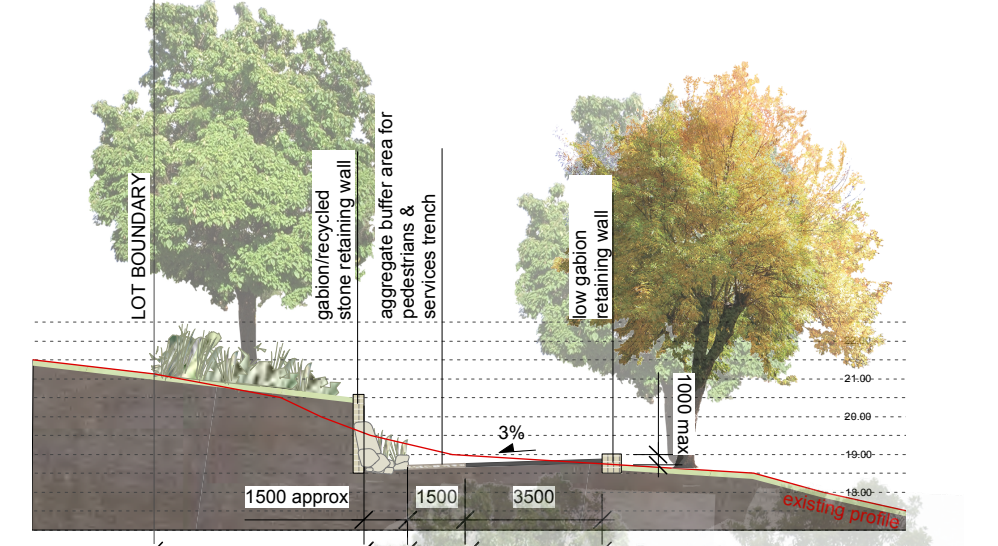 LOT BOUNDARY
gabion/recycled
stone retaining wall
aggregate buffer area for
pedestrians &
services trench
low gabion
retaining wall
1000 max
3%
21.00
20.00
19.00
18.00
1500 approx
1500
3500
existing profile